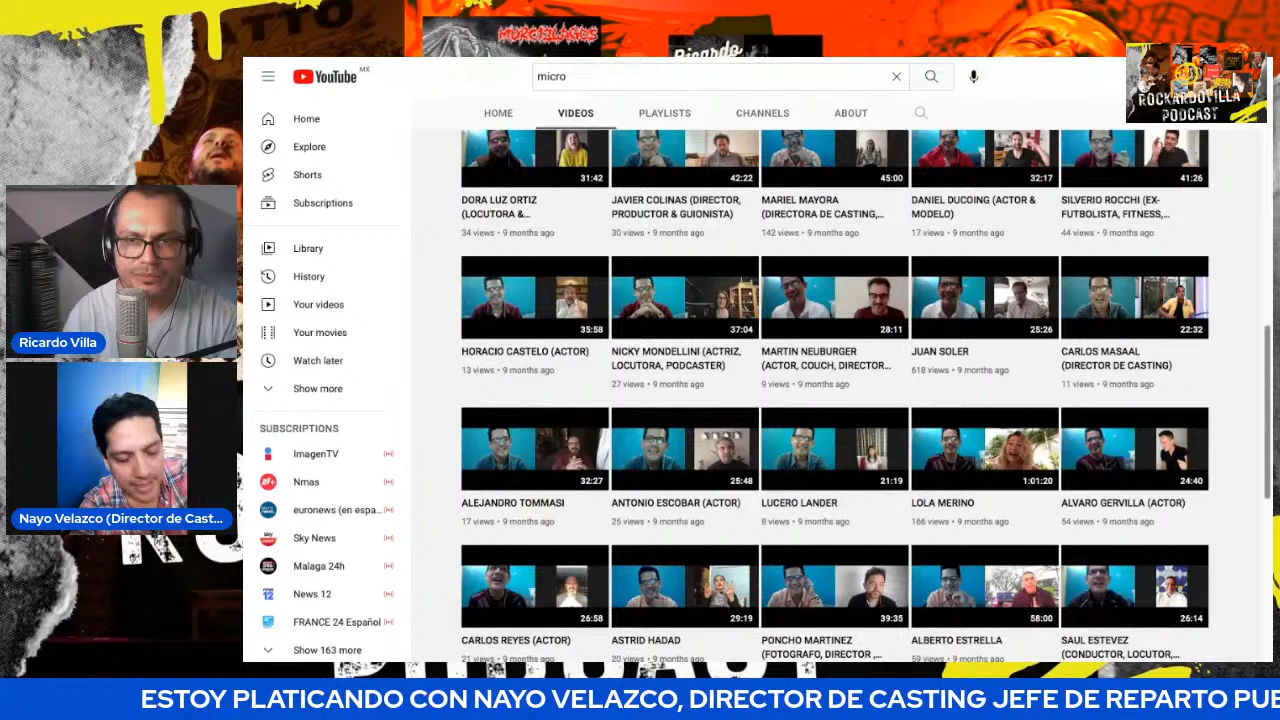 MURC13LAGOS
Ricardo
YouTube MX
micro
ROCKARDOVILLA
PODCAST
HOME
VIDEOS
PLAYLISTS
CHANNELS
ABOUT
Home
Explore
Shorts
Subscriptions
Library
History
Your videos
Your movies
Watch later
Show more
SUBSCRIPTIONS
ImagenTV
Nmas
euronews (en espa...
Sky News
Malaga 24h
News 12
FRANCE 24 Español
Show 163 more
31:42
42:22
45:00
32:17
41:26
DORA LUZ ORTIZ
(LOCUTORA &...
34 views • 9 months ago
JAVIER COLINAS (DIRECTOR,
PRODUCTOR & GUIONISTA)
30 views • 9 months ago
MARIEL MAYORA
(DIRECTORA DE CASTING,...
142 views • 9 months ago
DANIEL DUCOING (ACTOR &
MODELO)
17 views • 9 months ago
SILVERIO ROCCHI (EX-
FUTBOLISTA, FITNESS,...
44 views • 9 months ago
35:58
37:04
28:11
25:26
22:32
HORACIO CASTELO (ACTOR)
13 views • 9 months ago
NICKY MONDELLINI (ACTRIZ,
LOCUTORA, PODCASTER)
27 views • 9 months ago
MARTIN NEUBURGER
(ACTOR, COUCH, DIRECTOR...
9 views • 9 months ago
JUAN SOLER
618 views • 9 months ago
CARLOS MASAAL
(DIRECTOR DE CASTING)
11 views • 9 months ago
32:27
25:48
21:19
1:01:20
24:40
ALEJANDRO TOMMASI
17 views • 9 months ago
ANTONIO ESCOBAR (ACTOR)
25 views • 9 months ago
LUCERO LANDER
8 views • 9 months ago
LOLA MERINO
166 views • 9 months ago
ALVARO GERVILLA (ACTOR)
54 views • 9 months ago
26:58
29:19
39:35
58:00
26:14
CARLOS REYES (ACTOR)
21 views • 9 months ago
ASTRID HADAD
20 views • 9 months ago
PONCHO MARTINEZ
(FOTOGRAFO, DIRECTOR ,...
ALBERTO ESTRELLA
59 views • 9 months ago
SAUL ESTEVEZ
(CONDUCTOR, LOCUTOR,...
Ricardo Villa
Nayo Velazco (Director de Cast...
ESTOY PLATICANDO CON NAYO VELAZCO, DIRECTOR DE CASTING JEFE DE REPARTO PUE